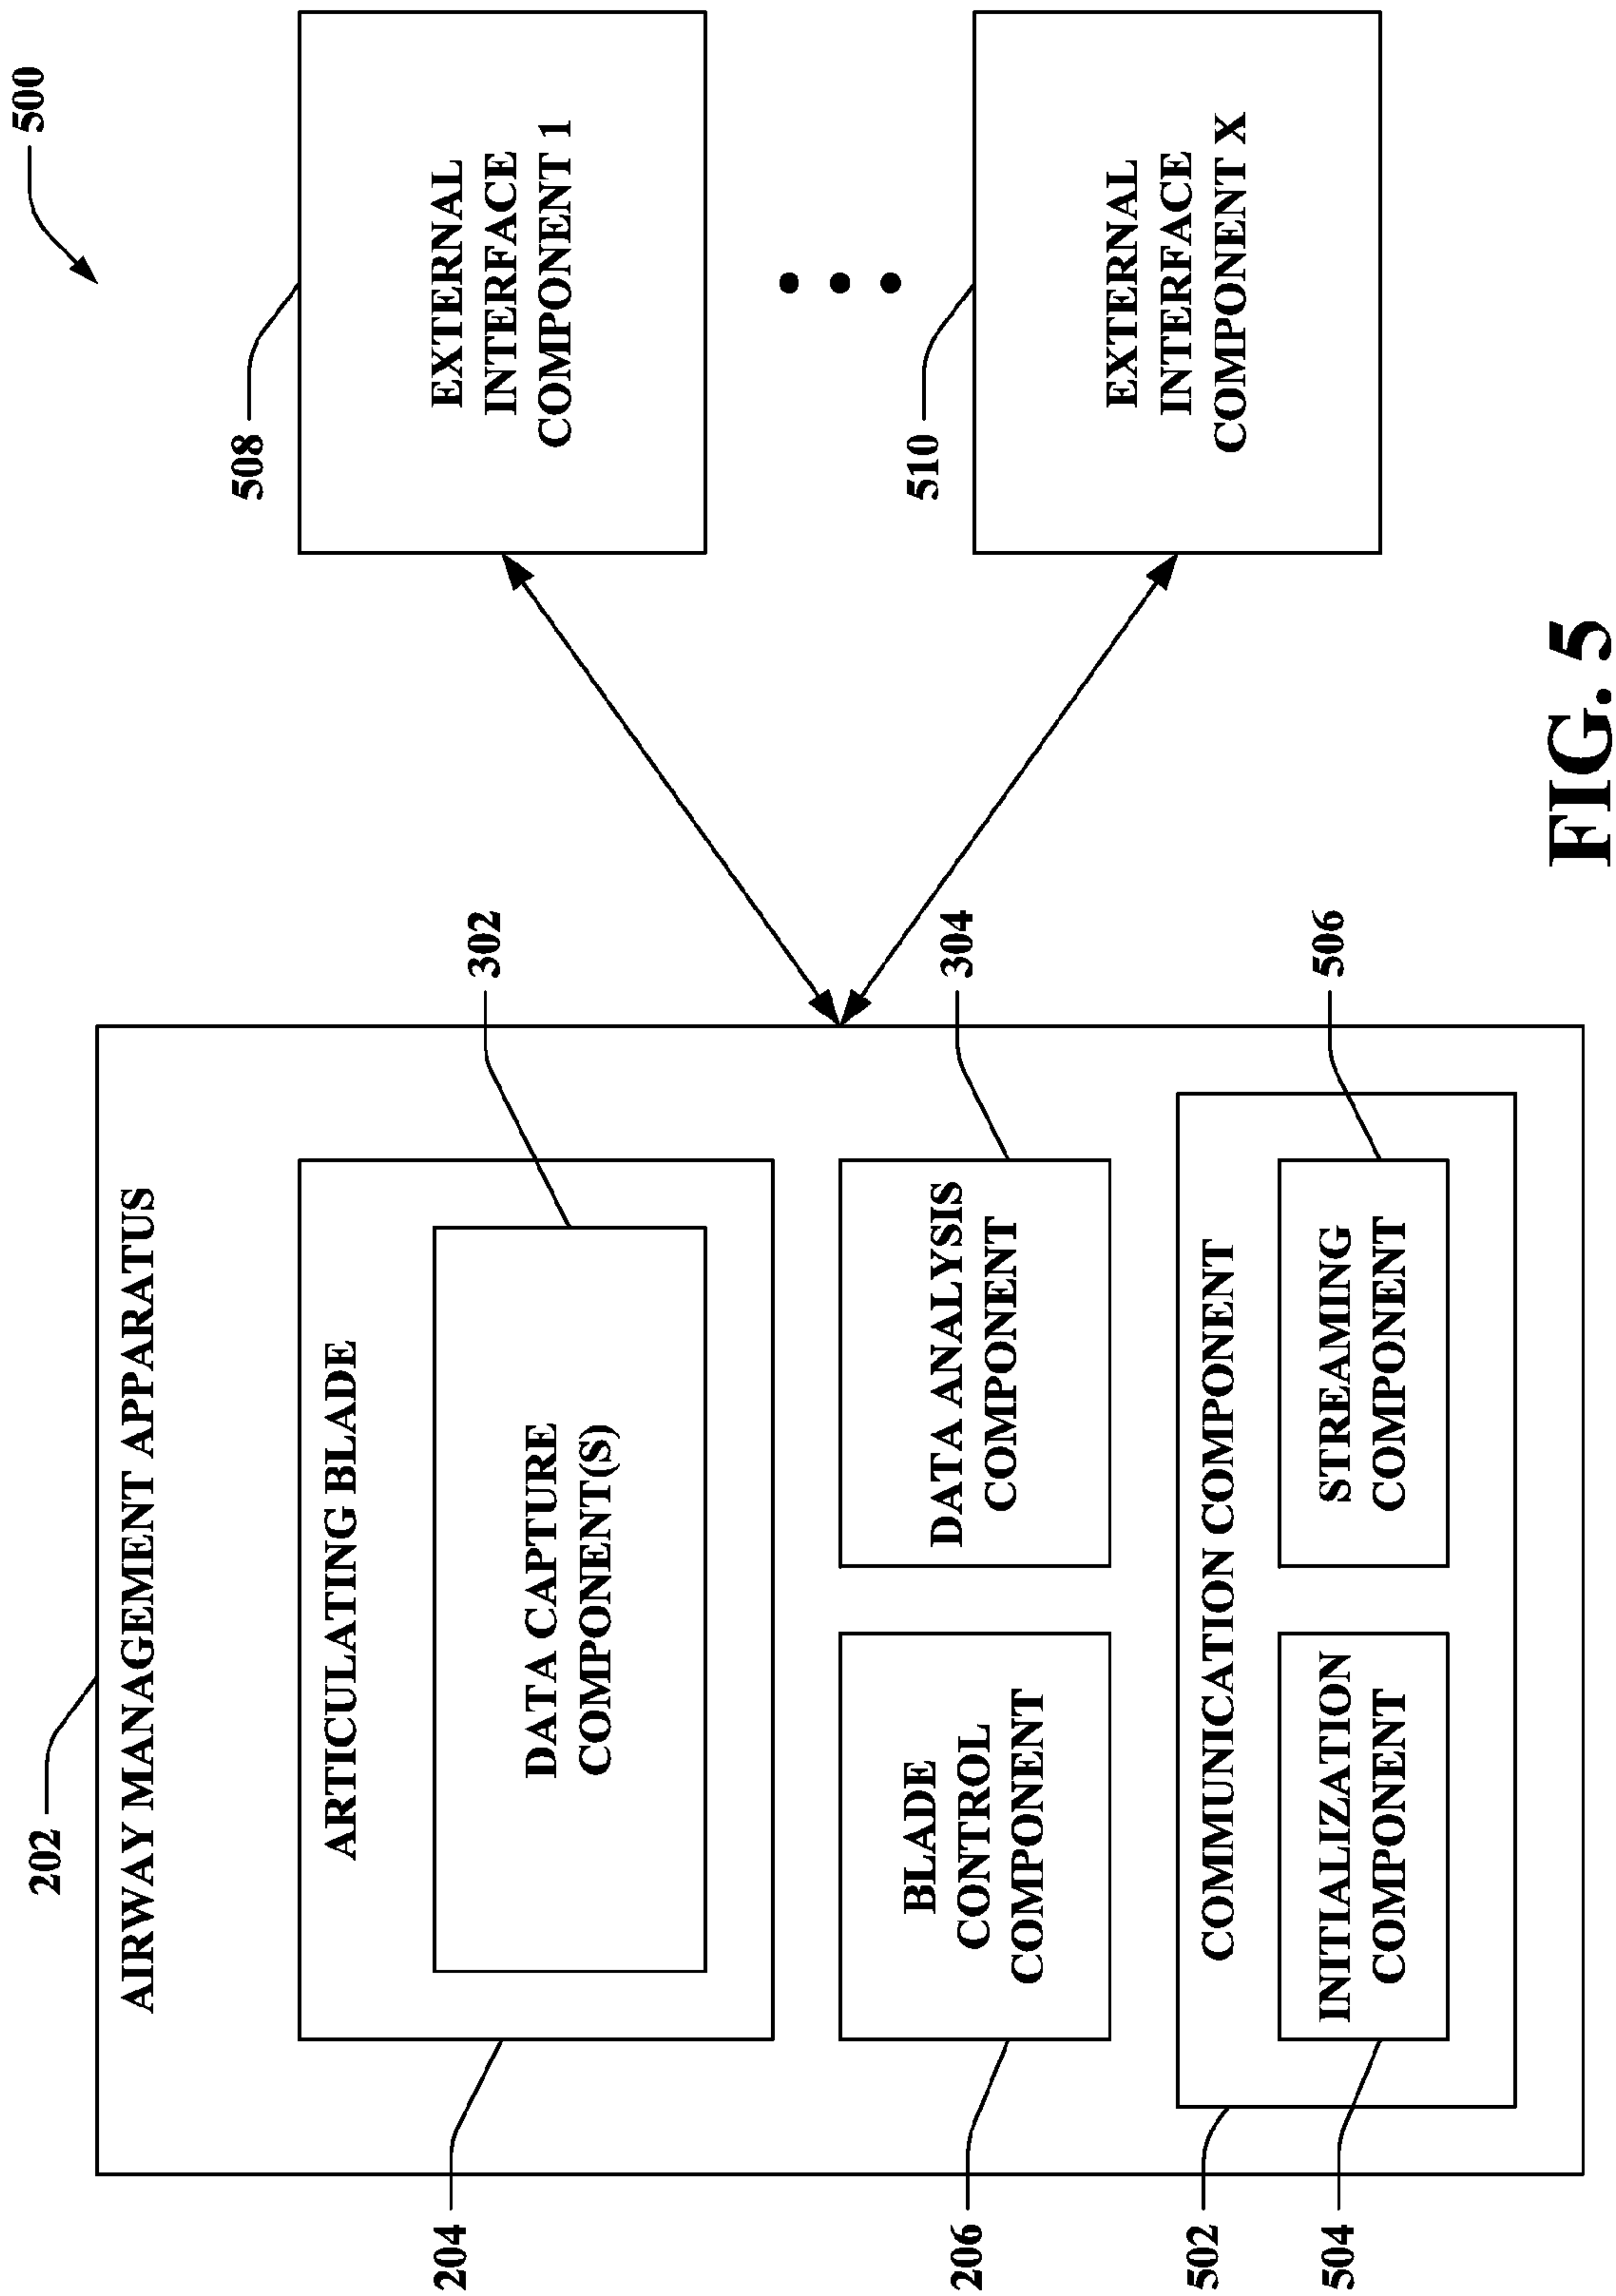 500
202
AIRWAY MANAGEMENT APPARATUS
204
ARTICULATING BLADE
302
DATA CAPTURE
COMPONENT(S)
206
BLADE
CONTROL
COMPONENT
304
DATA ANALYSIS
COMPONENT
502
COMMUNICATION COMPONENT
504
INITIALIZATION
COMPONENT
506
STREAMING
COMPONENT
508
EXTERNAL
INTERFACE
COMPONENT 1
510
EXTERNAL
INTERFACE
COMPONENT X
FIG. 5